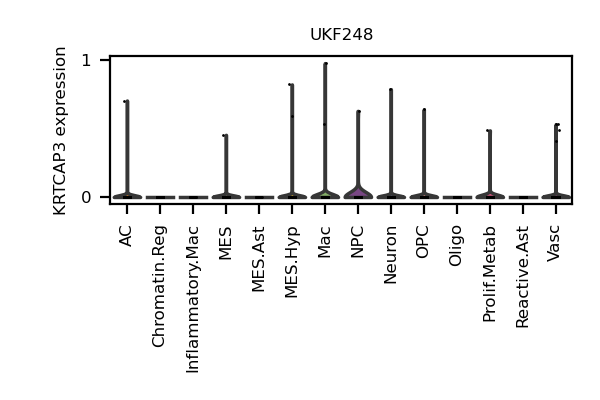 UKF248
KRTCAP3 expression
1
0
AC
Chromatin.Reg
Inflammatory.Mac
MES
MES.Ast
MES.Hyp
Mac
NPC
Neuron
OPC
Oligo
Prolif.Metab
Reactive.Ast
Vasc